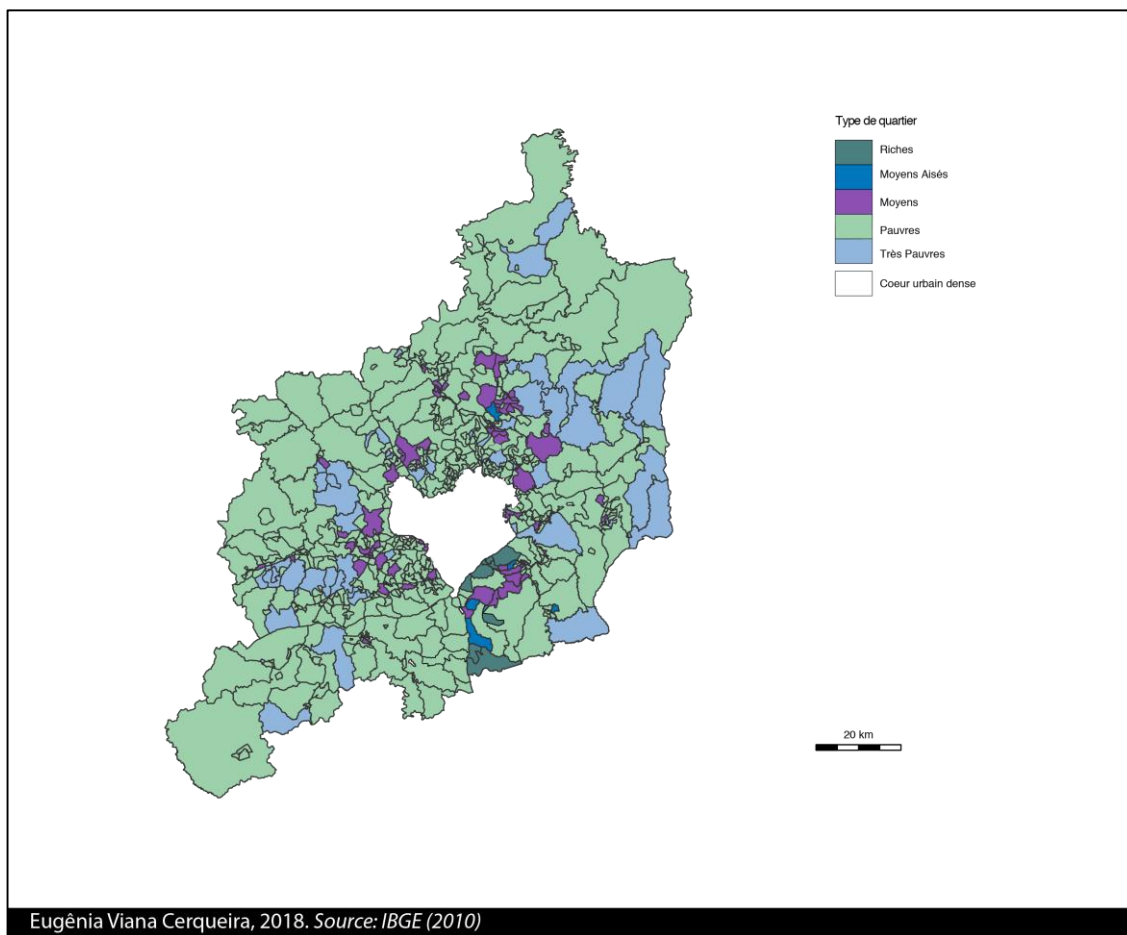 Type de quartier
Riches
Moyens Aisés
Moyens
Pauvres
Très Pauvres
Coeur urbain dense
20 km
Eugênia Viana Cerqueira, 2018. Source: IBGE (2010)